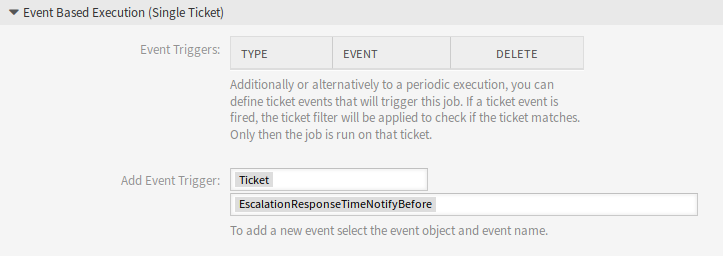 Event Based Execution (Single Ticket)
Event Triggers:
TYPE EVENT DELETE
Additionally or alternatively to a periodic execution, you can
define ticket events that will trigger this job. If a ticket event is
fired, the ticket filter will be applied to check if the ticket matches.
Only then the job is run on that ticket.
Add Event Trigger:
Ticket
EscalationResponseTimeNotifyBefore
To add a new event select the event object and event name.